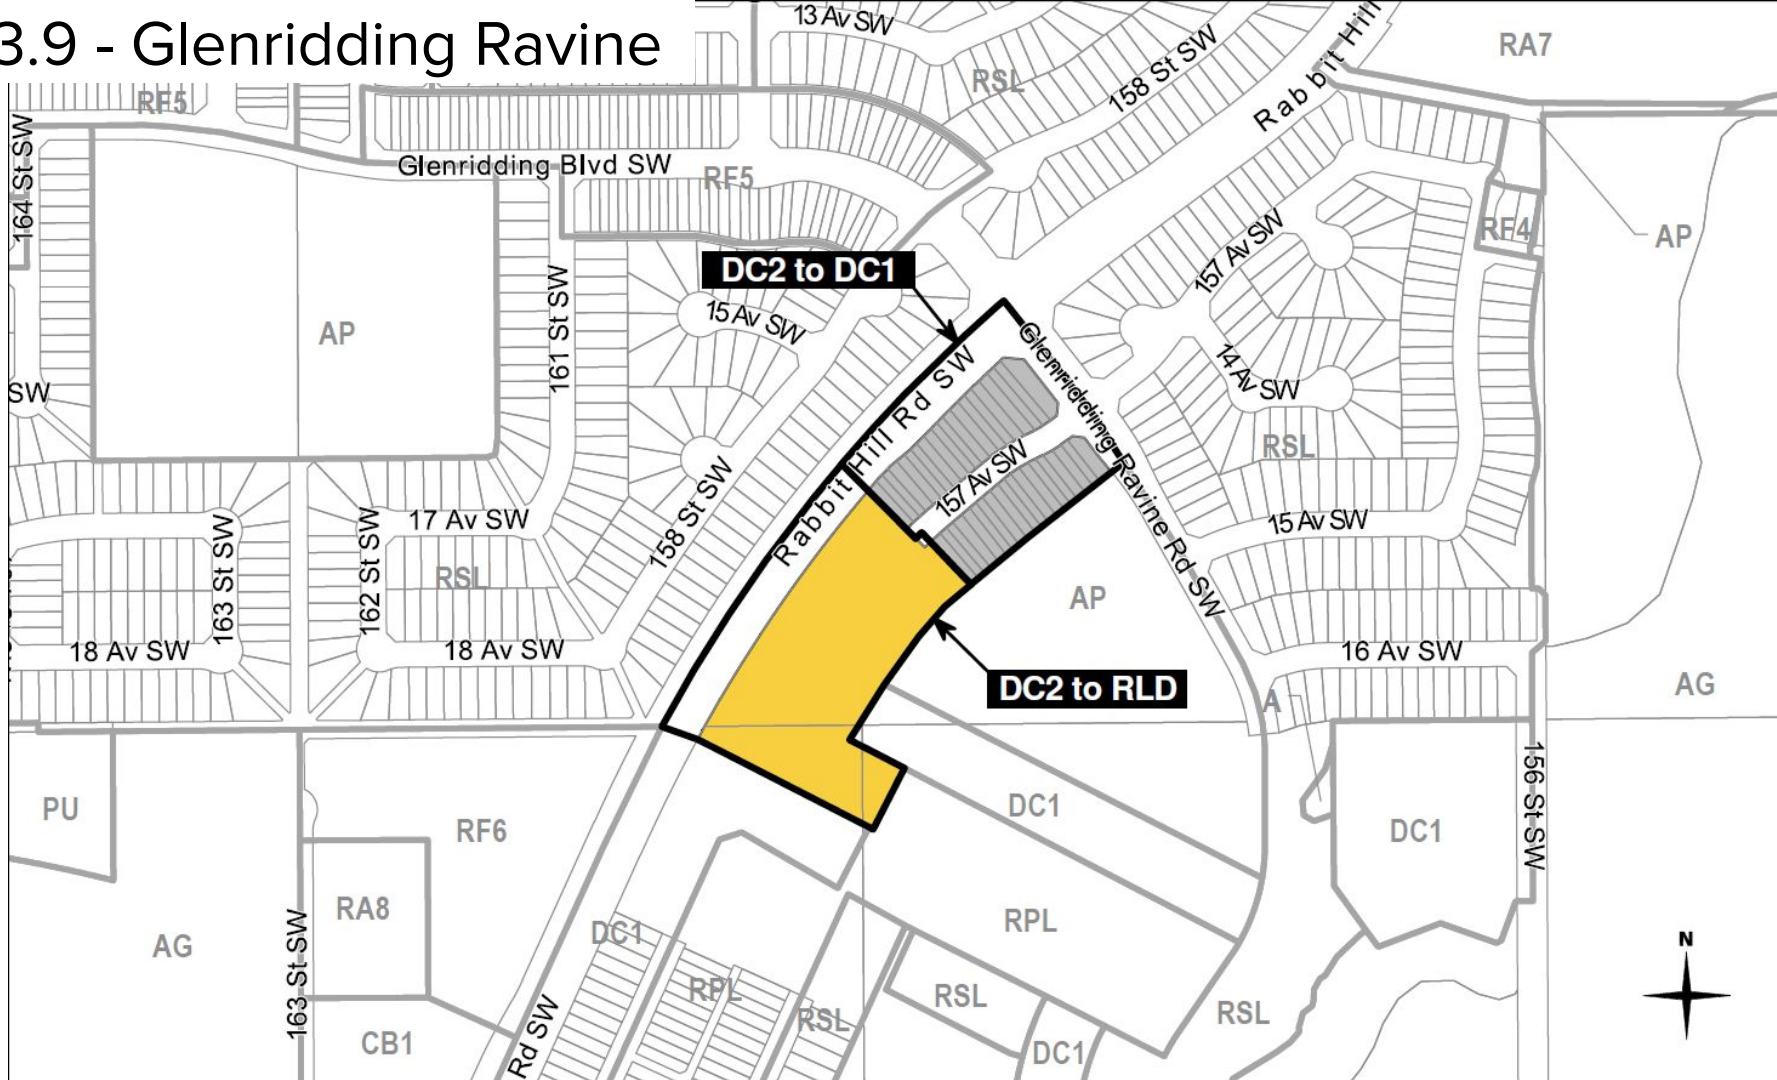 3.9 - Glenridding Ravine
13 Av SW
RA7
RSL
158 St SW
Rabbit Hill
RF5
164 St SW
Glenridding Blvd SW
RF5
RF4
AP
157 Av SW
DC2 to DC1
AP
161 St SW
15 Av SW
Glenridding Ravine Rd SW
14 Av SW
SW
Rabbit Hill Rd SW
RSL
157 Av SW
158 St SW
17 Av SW
15 Av SW
163 St SW
162 St SW
RSL
AP
18 Av SW
18 Av SW
16 Av SW
DC2 to RLD
A
AG
PU
RF6
DC1
DC1
156 St SW
RA8
DC1
RPL
AG
163 St SW
N
RPL
RSL
RSL
RSL
CB1
Rd SW
DC1